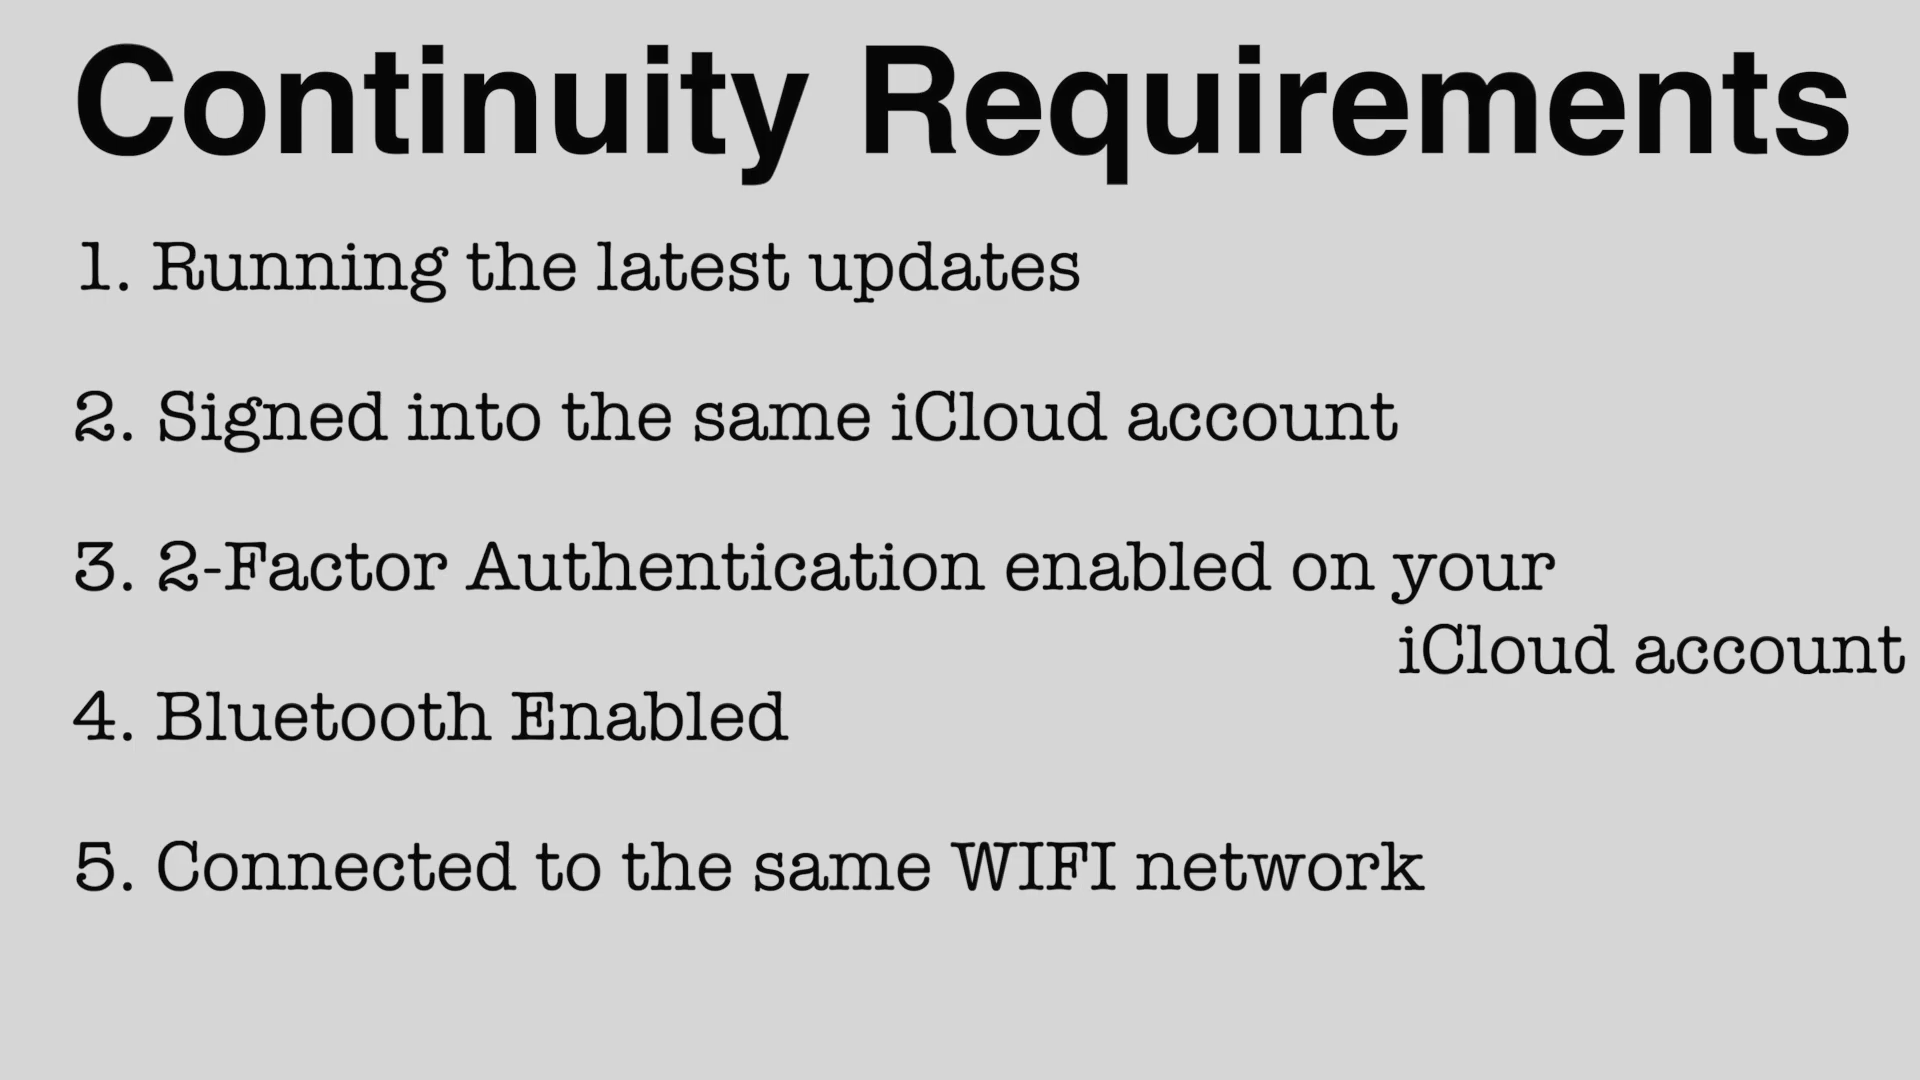 Continuity Requirements
1. Running the latest updates
2. Signed into the same iCloud account
3. 2-Factor Authentication enabled on your
iCloud account
4. Bluetooth Enabled
5. Connected to the same WIFI network